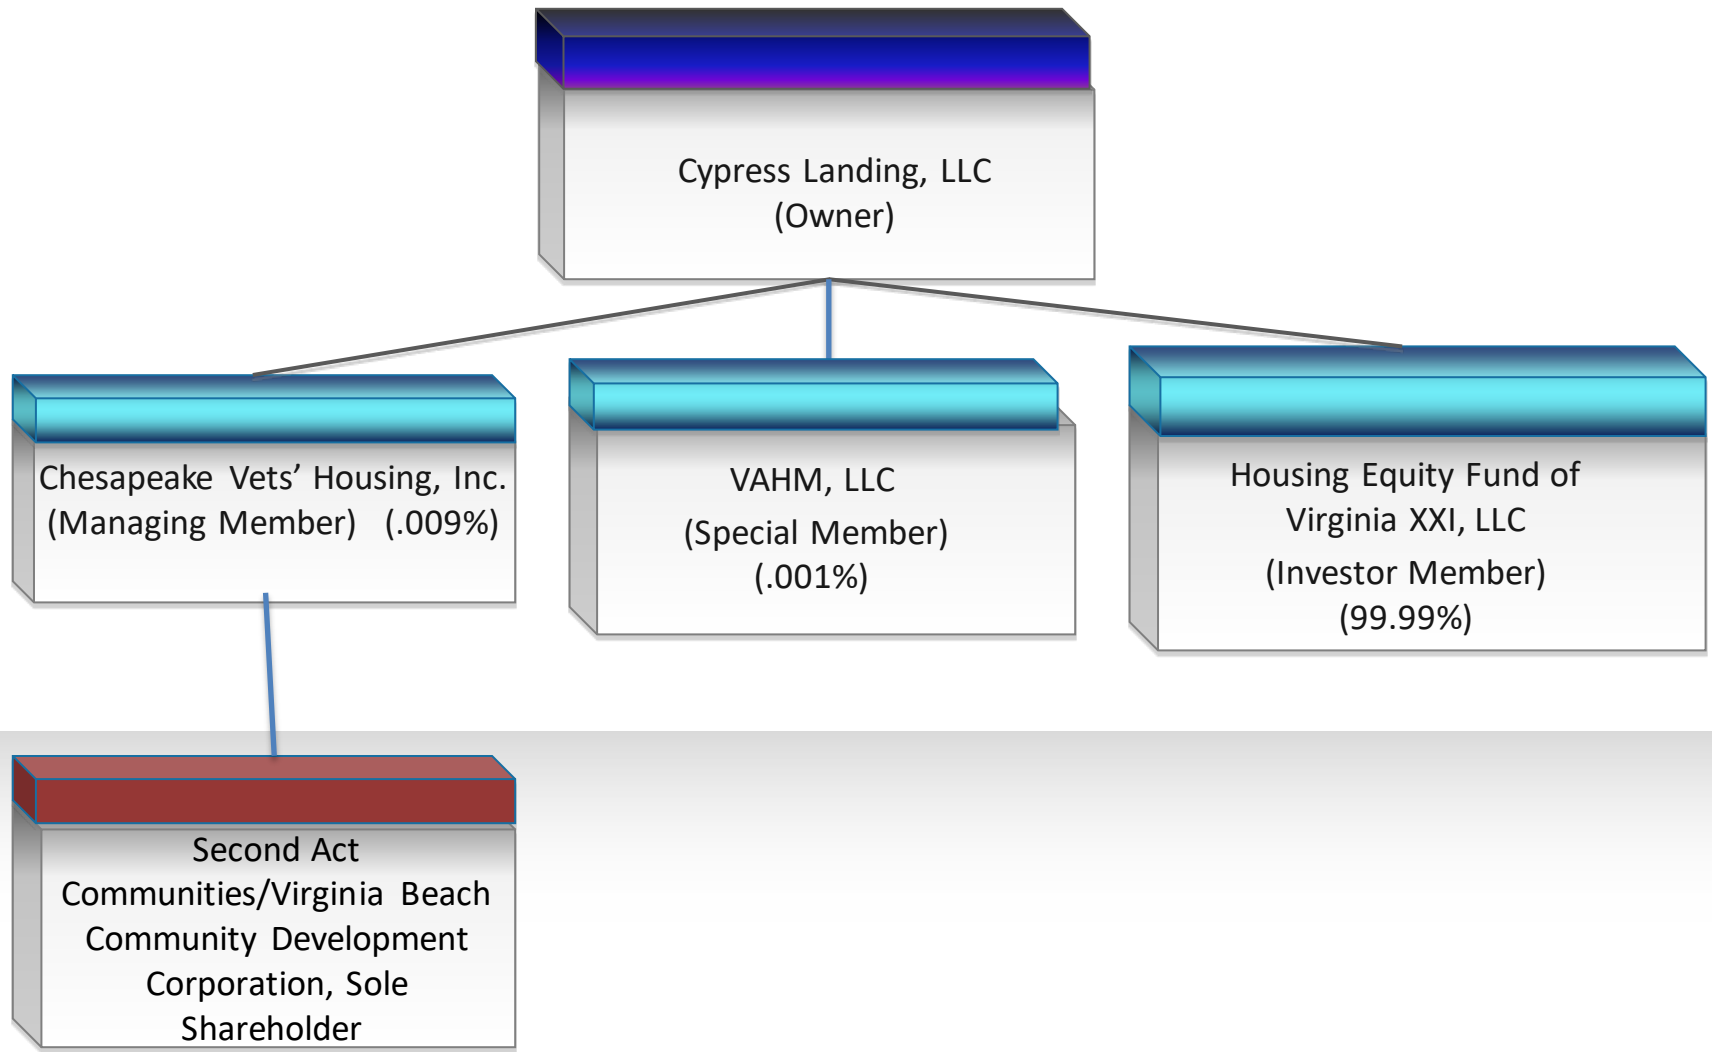 Cypress Landing, LLC
(Owner)
Chesapeake Vets’ Housing, Inc.
(Managing Member) (.009%)
VAHM, LLC
(Special Member)
(.001%)
Housing Equity Fund of
Virginia XXI, LLC
(Investor Member)
(99.99%)
Second Act
Communities/Virginia Beach
Community Development
Corporation, Sole
Shareholder